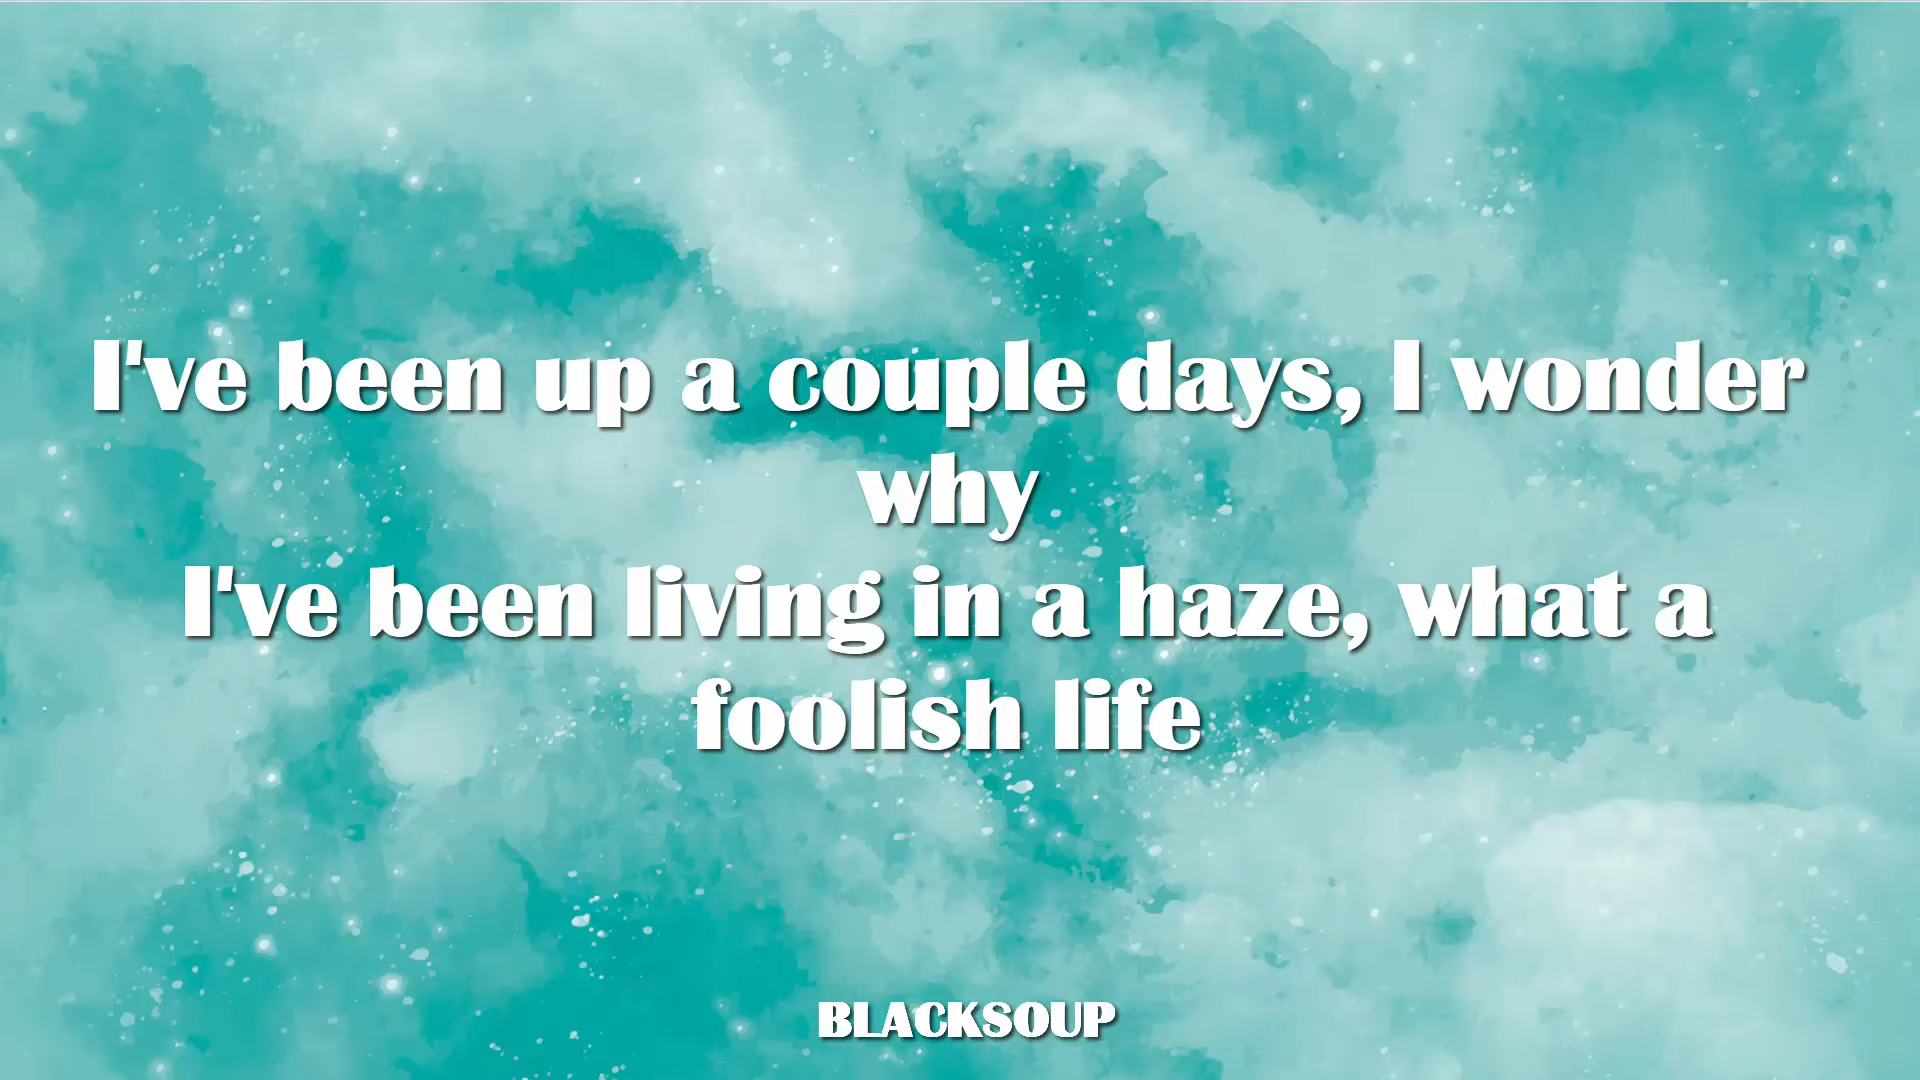 I've been up a couple days, I wonder
why
I've been living in a haze, what a
foolish life
BLACKSOUP